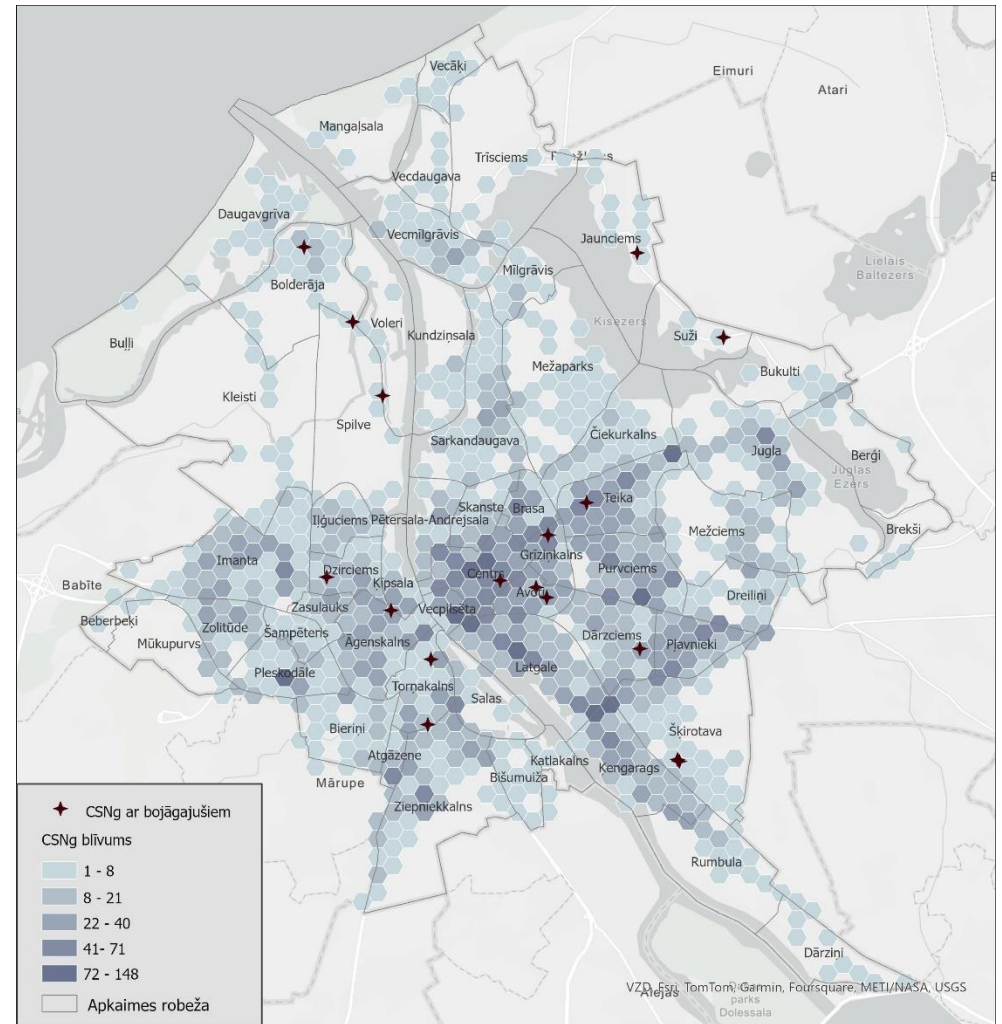 Vecāķi
Eimuri
Atari
Mangaļsala
Trīsciems
Vecdaugava
Daugavgrīva
Vecmīlgrāvis
Jaunciems
Lielais
Baltezers
Bolderāja
Mīlgrāvis
Voleri
Kundziņsala
Ķīšezers
Suži
Buļļi
Mežaparks
Bukulti
Kleisti
Spilve
Sarkandaugava
Čiekurkalns
Jugla
Berģi
Juglas
Ezers
Iļģuciems
Pētersala-Andrejsala
Skanste
Brasa
Teika
Mežciems
Brekši
Imanta
Dzirciems
Ķīpsala
Centrs
Grīziņkalns
Purvciems
Babīte
Beberbeķi
Zasulauks
Vecpilsēta
Avoti
Dreiliņi
Mūkupurvs
Zolitūde
Šampēteris
Āgenskalns
Dārzciems
Pļavnieki
Pleskodāle
Torņakalns
Latgale
Salas
Bieriņi
Šķirotava
Atgāzene
Katlakalns
Ķengarags
Mārupe
Bišumuiža
Ziepniekkalns
Rumbula
Dārziņi
CSNg ar bojāgajušiem
CSNg blīvums
1 - 8
8 - 21
22 - 40
41- 71
72 - 148
Apkaimes robeža
VZD, Esri, TomTom, Garmin, Foursquare, METI/NASA, USGS
Alejas
parks
Dolessala